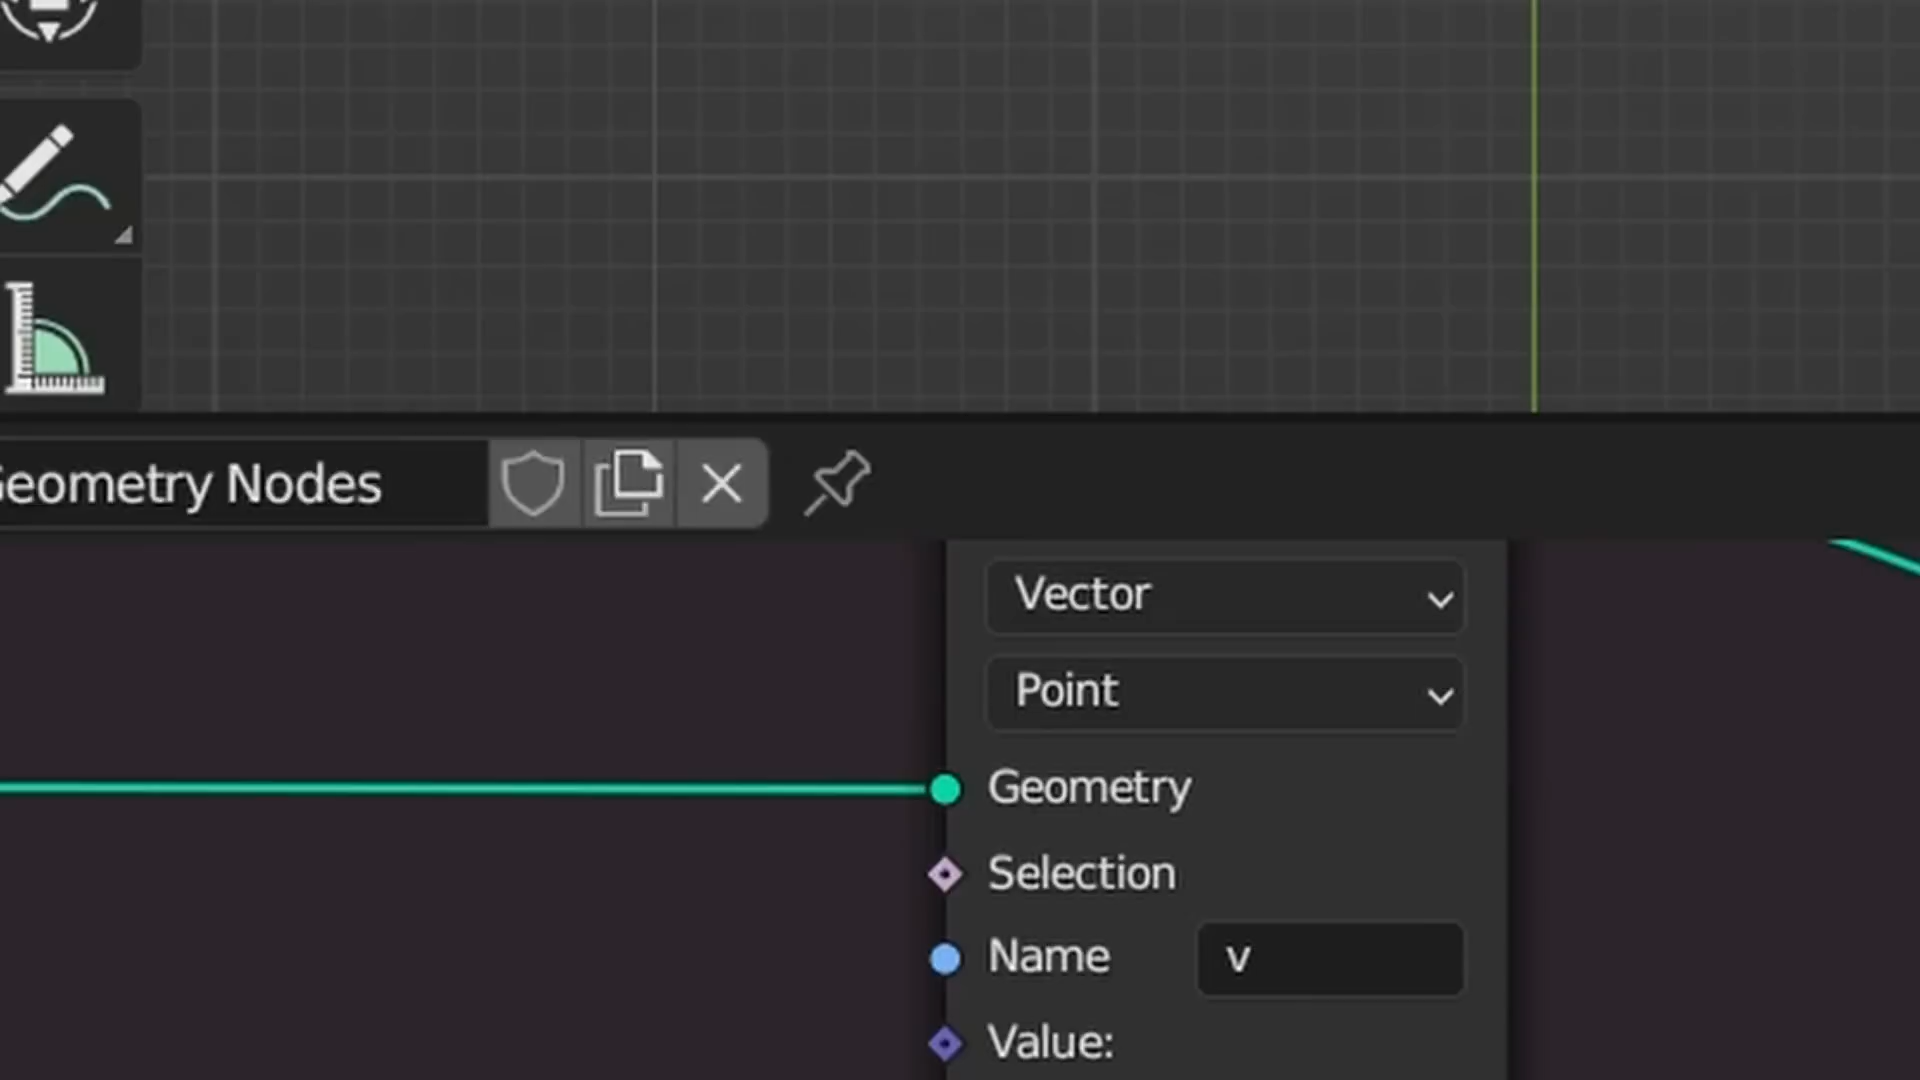 Geometry Nodes
Vector
Point
Geometry
Selection
Name v
Value: